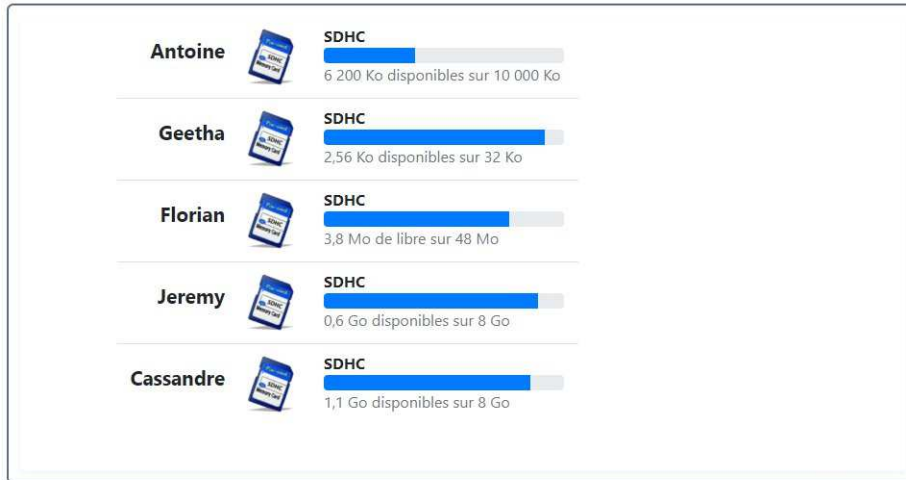 Antoine
SDHC
6 200 Ko disponibles sur 10 000 Ko
Geetha
SDHC
2,56 Ko disponibles sur 32 Ko
Florian
SDHC
3,8 Mo de libre sur 48 Mo
Jeremy
SDHC
0,6 Go disponibles sur 8 Go
Cassandre
SDHC
1,1 Go disponibles sur 8 Go